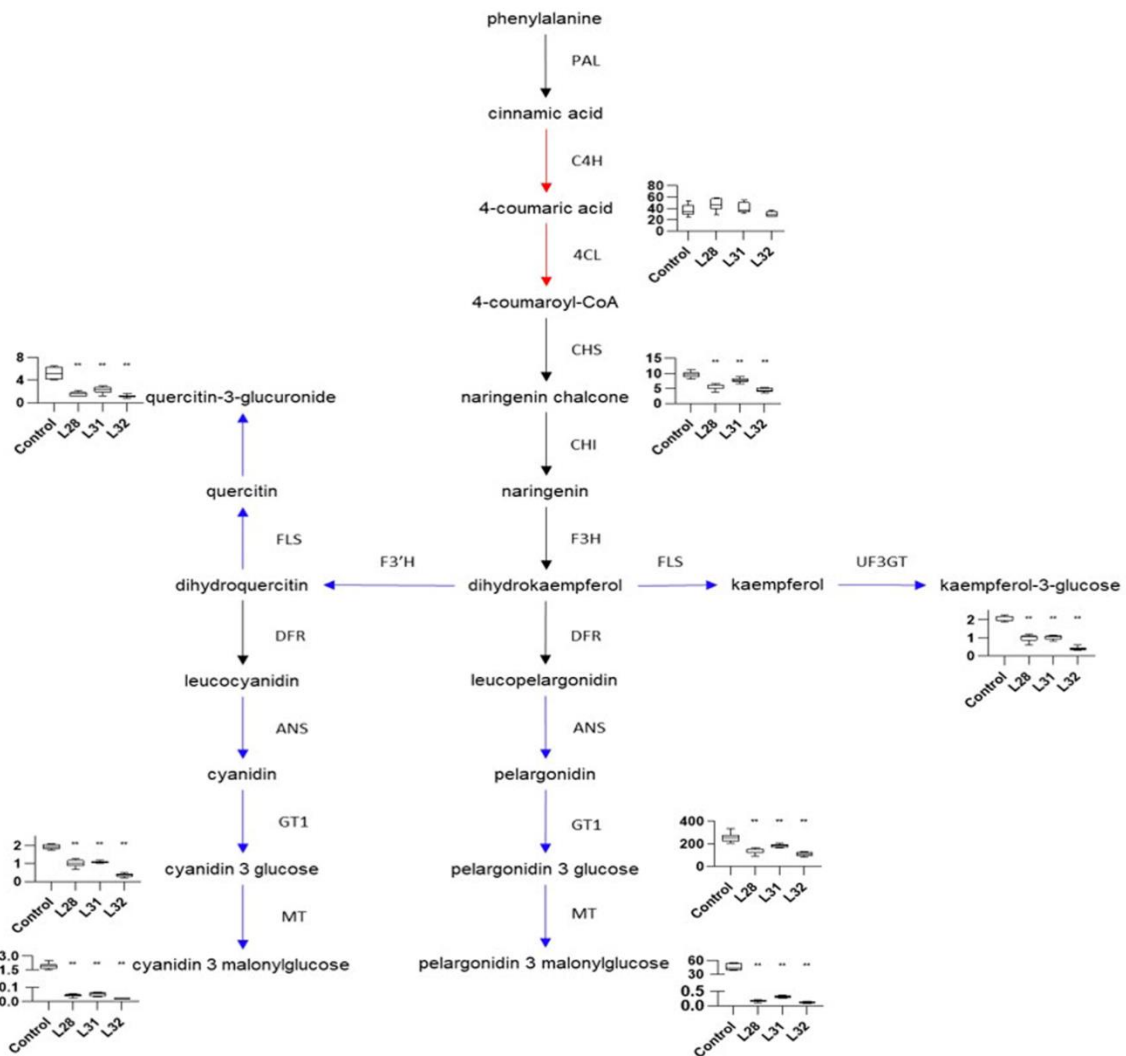 phenylalanine
PAL
cinnamic acid
C4H
4-coumaric acid
80
60
40
20
0
Control
L28
L31
L32
4CL
4-coumaroyl-CoA
CHS
8
4
0
** ** **
Control
L28
L31
L32
quercitin-3-glucuronide
naringenin chalcone
15
10
5
0
** ** **
Control
L28
L31
L32
CHI
quercitin
naringenin
FLS
F3'H
F3H
FLS
UF3GT
dihydroquercitin
dihydrokaempferol
kaempferol
kaempferol-3-glucose
2
1
0
** ** **
Control
L28
L31
L32
DFR
DFR
leucocyanidin
leucopelargonidin
ANS
ANS
cyanidin
pelargonidin
GT1
GT1
2
1
0
** ** **
Control
L28
L31
L32
cyanidin 3 glucose
pelargonidin 3 glucose
400
200
0
** ** **
Control
L28
L31
L32
MT
MT
3.0
1.5
0.1
0.0
** ** **
Control
L28
L31
L32
cyanidin 3 malonylglucose
pelargonidin 3 malonylglucose
60
30
0.5
0.0
** ** **
Control
L28
L31
L32